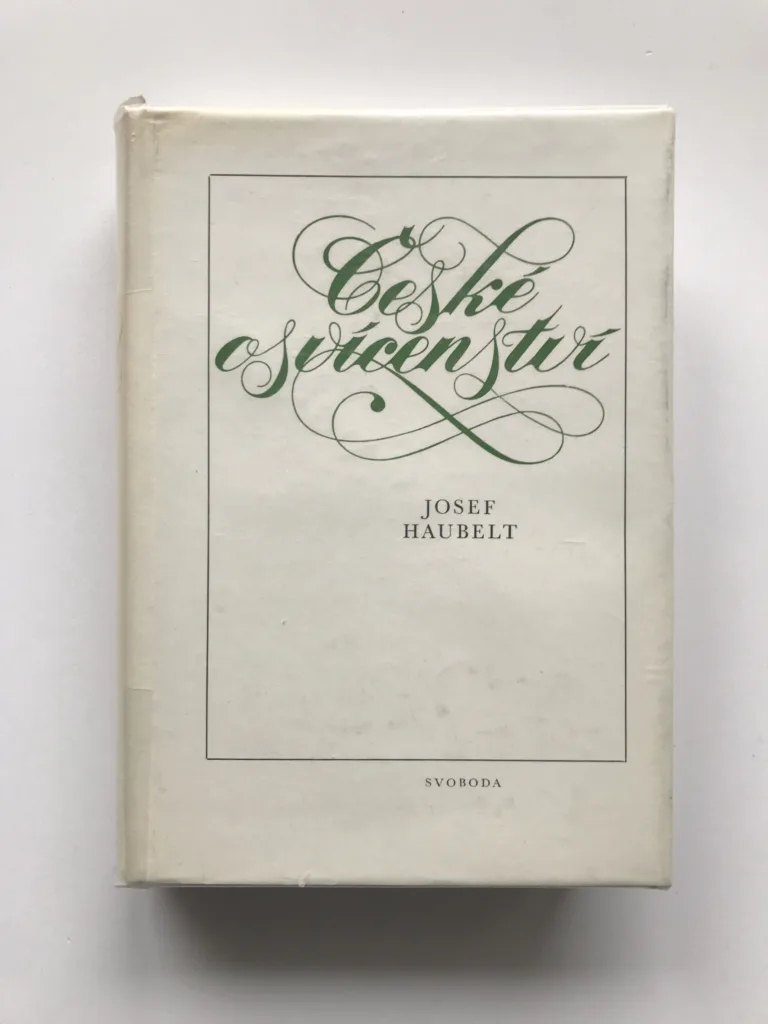 České
osvícenství
JOSEF
HAUBELT
SVOBODA